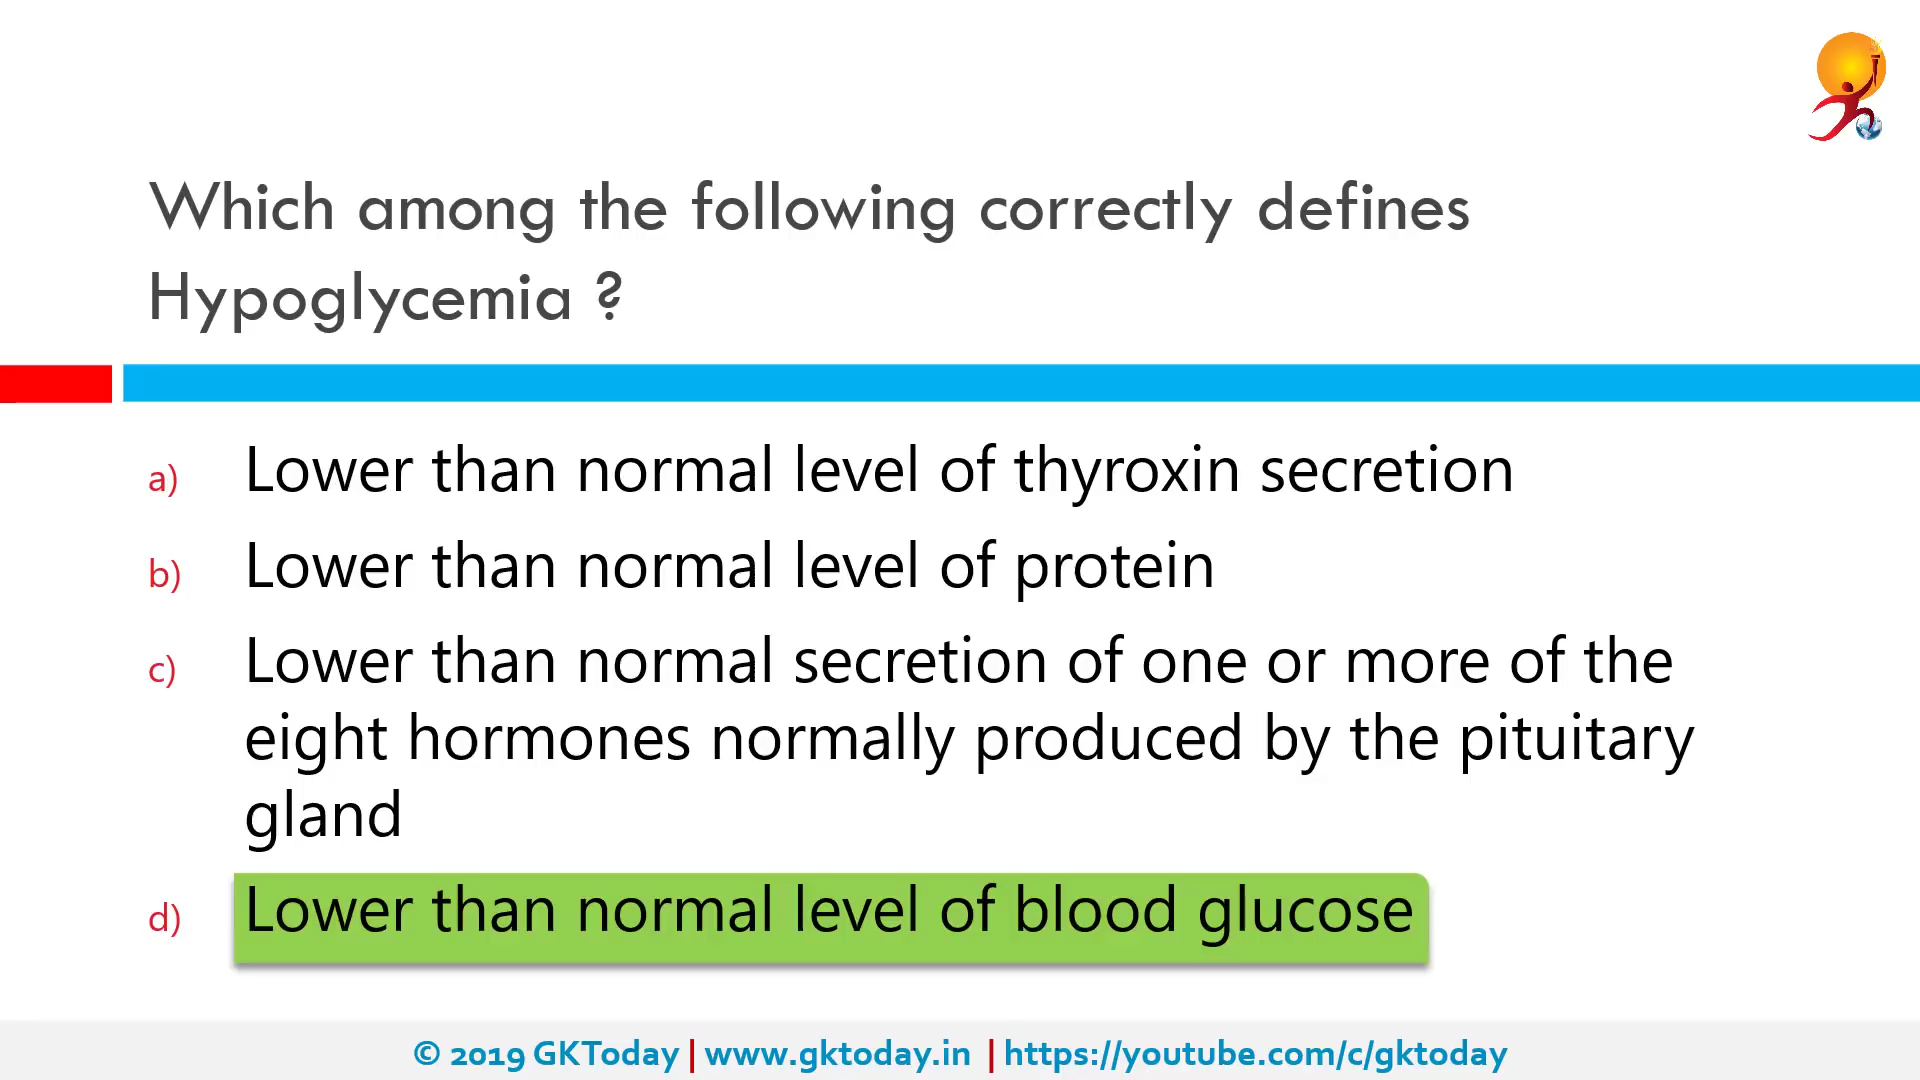 Which among the following correctly defines
Hypoglycemia ?
a) Lower than normal level of thyroxin secretion
b) Lower than normal level of protein
c) Lower than normal secretion of one or more of the
eight hormones normally produced by the pituitary
gland
d) Lower than normal level of blood glucose
© 2019 GKToday | www.gktoday.in | https://youtube.com/c/gktoday